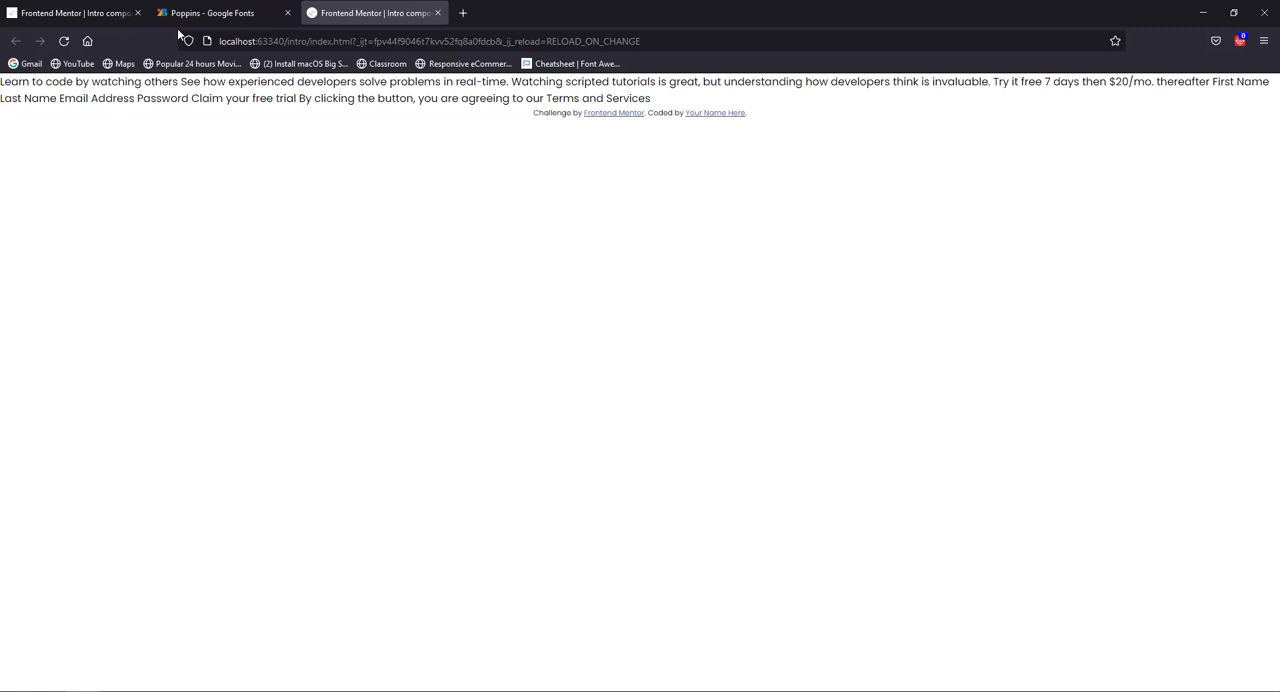 Frontend Mentor | Intro compo
Poppins - Google Fonts
Frontend Mentor | Intro compo
localhost:63340/intro/index.html?_ijt=fpv44f9046t7kvv52fq8a0fdcb&_ij_reload=RELOAD_ON_CHANGE
0
Gmail
YouTube
Maps
Popular 24 hours Movi...
(2) Install macOS Big S...
Classroom
Responsive eCommer...
Cheatsheet | Font Awe...
Learn to code by watching others See how experienced developers solve problems in real-time. Watching scripted tutorials is great, but understanding how developers think is invaluable. Try it free 7 days then $20/mo. thereafter First Name
Last Name Email Address Password Claim your free trial By clicking the button, you are agreeing to our Terms and Services
Challenge by Frontend Mentor. Coded by Your Name Here.